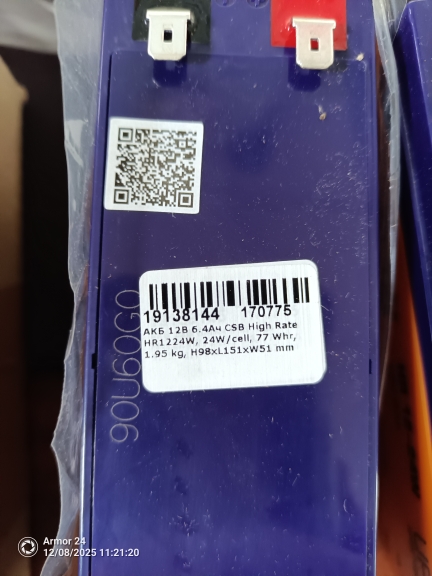 19138144 170775
АКБ 12В 6.4Ач CSB High Rate
HR1224W, 24W/cell, 77 Whr,
1.95 kg, H98xL151xW51 mm
90U60G0
Armor 24
12/08/2025 11:21:20